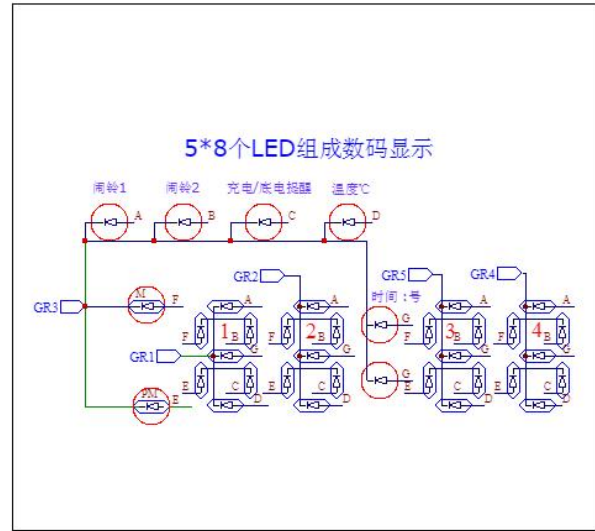 5*8个LED组成数码显示
闹铃1 闹铃2 充电/底电提醒 温度℃
A B C D
GR2 GR5 GR4
时间 :号
GR3 M F A A A A
G
F 1 B F 2 B F 3 B F 4 B
GR1 G G G G
G
E C E C E C E C
PM E D D D D